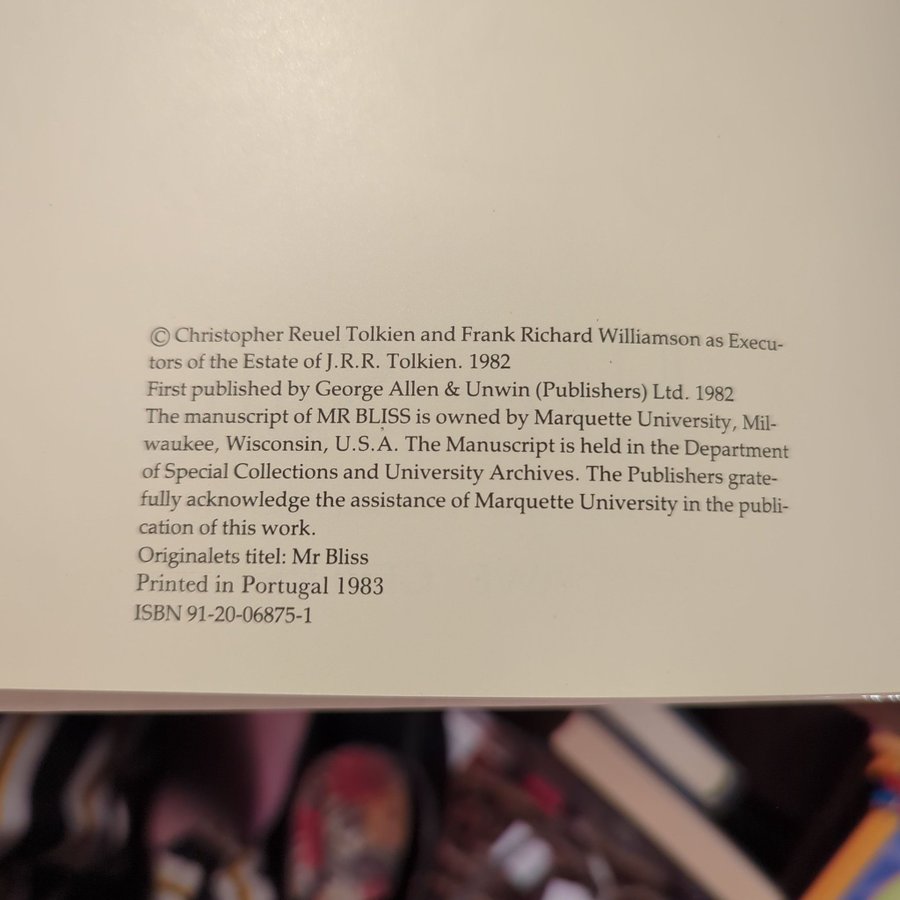 © Christopher Reuel Tolkien and Frank Richard Williamson as Execu-
tors of the Estate of J.R.R. Tolkien. 1982
First published by George Allen & Unwin (Publishers) Ltd. 1982
The manuscript of MR BLISS is owned by Marquette University, Mil-
waukee, Wisconsin, U.S.A. The Manuscript is held in the Department
of Special Collections and University Archives. The Publishers grate-
fully acknowledge the assistance of Marquette University in the publi-
cation of this work.
Originalets titel: Mr Bliss
Printed in Portugal 1983
ISBN 91-20-06875-1